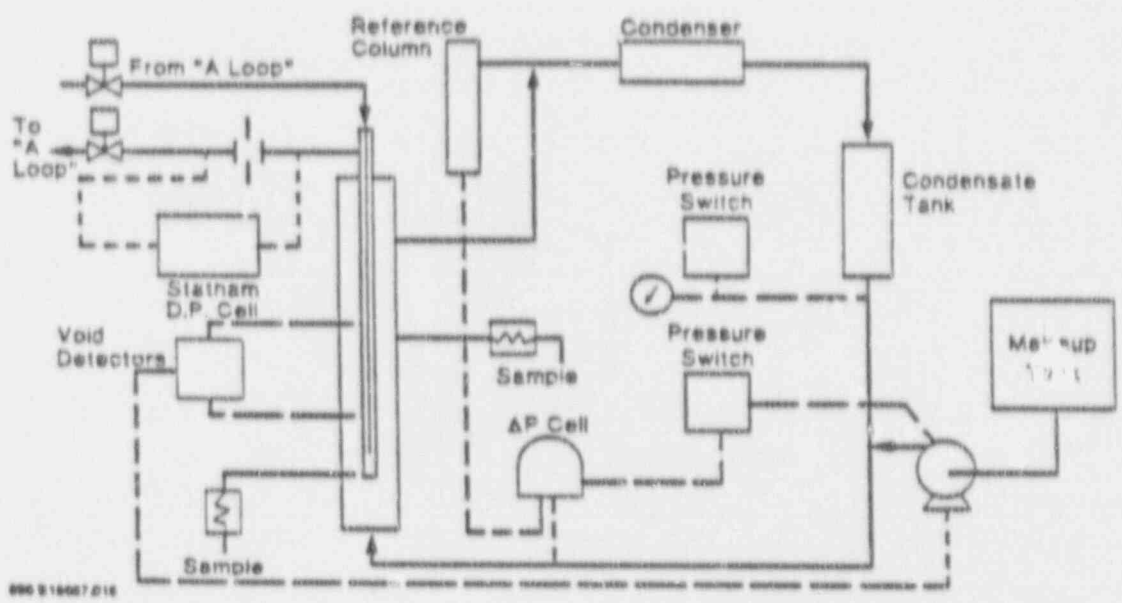 Reference
Column
Condenser
From "A Loop"
To
"A
Loop"
Pressure
Switch
Condensate
Tank
Statham
D.P. Cell
Void
Detectors
Pressure
Switch
Sample
ΔP Cell
Sample